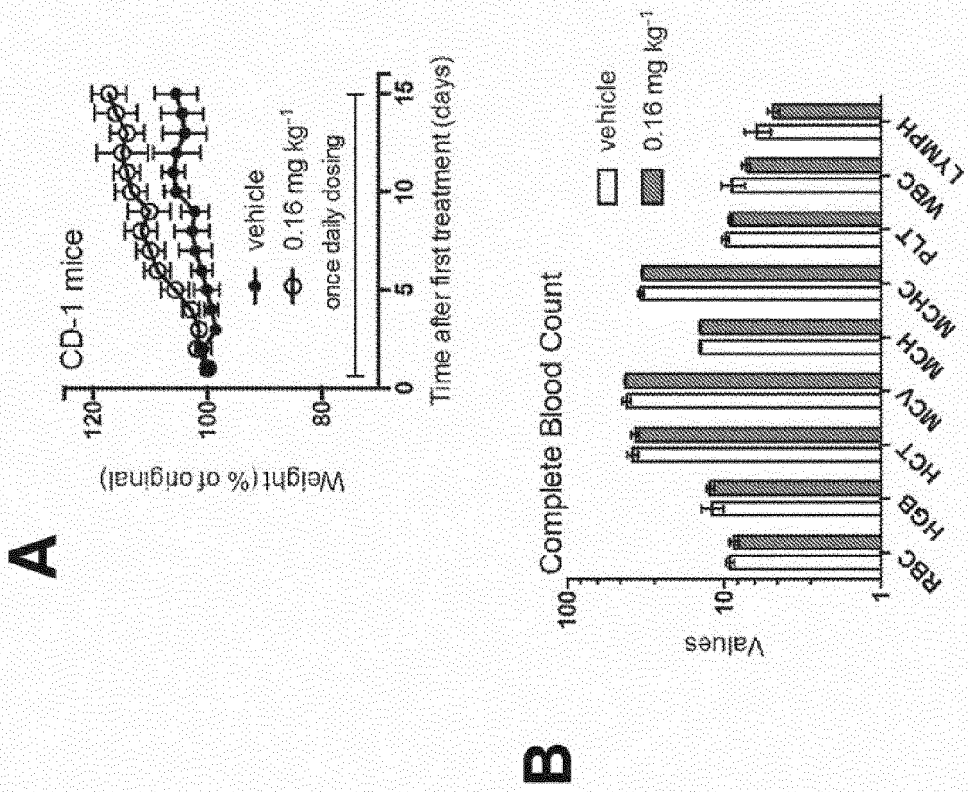 A
CD-1 mice
Weight (% of original)
120
100
80
vehicle
0.16 mg kg⁻¹
once daily dosing
0
5
10
15
Time after first treatment (days)
B
Complete Blood Count
Values
100
10
1
vehicle
0.16 mg kg⁻¹
RBC
HGB
HCT
MCV
MCH
MCHC
PLT
WBC
LYMPH